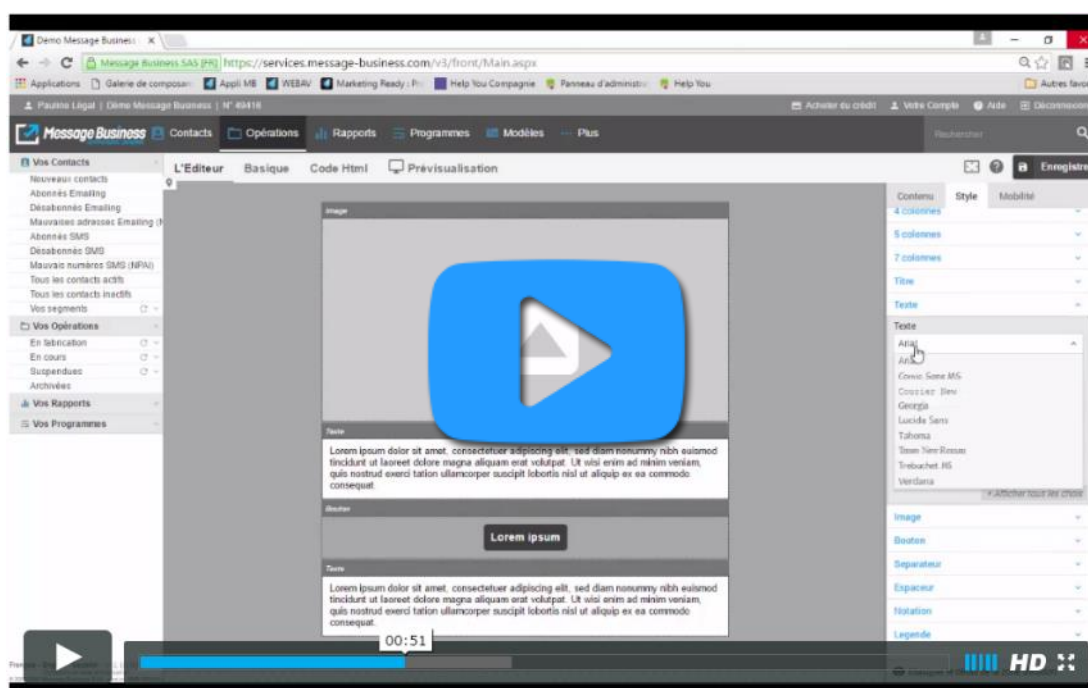 Démo Message Business
Message Business SAS [FR] https://services.message-business.com/v3/front/Main.aspx
Applications Galerie de composan Appli MB WEBAV Marketing Ready : Pr Help You Compagnie Panneau d'administr Help You Autres favor
Pauline Légal | Démo Message Business | N° 49416 Acheter du crédit Votre Compte Aide Déconnexion
Message Business Contacts Opérations Rapports Programmes Modèles Plus Rechercher
Vos Contacts
Nouveaux contacts
Abonnés Emailing
Désabonnés Emailing
Mauvaises adresses Emailing (N
Abonnés SMS
Désabonnés SMS
Mauvais numéros SMS (NPAI)
Tous les contacts actifs
Tous les contacts inactifs
Vos segments
Vos Opérations
En fabrication
En cours
Suspendues
Archivées
Vos Rapports
Vos Programmes
L'Editeur Basique Code Html Prévisualisation Enregistre
Image
Texte
Lorem ipsum dolor sit amet, consectetuer adipiscing elit, sed diam nonummy nibh euismod
tincidunt ut laoreet dolore magna aliquam erat volutpat. Ut wisi enim ad minim veniam,
quis nostrud exerci tation ullamcorper suscipit lobortis nisl ut aliquip ex ea commodo
consequat.
Bouton
Lorem ipsum
Texte
Lorem ipsum dolor sit amet, consectetuer adipiscing elit, sed diam nonummy nibh euismod
tincidunt ut laoreet dolore magna aliquam erat volutpat. Ut wisi enim ad minim veniam,
quis nostrud exerci tation ullamcorper suscipit lobortis nisl ut aliquip ex ea commodo
consequat.
Contenu Style Mobilité
4 colonnes
5 colonnes
7 colonnes
Titre
Texte
Texte
Arial
Comic Sans MS
Courier New
Georgia
Lucida Sans
Tahoma
Times New Roman
Trebuchet MS
Verdana
+ Afficher tout les choix
Image
Bouton
Separateur
Espaceur
Notation
Legende
00:51
HD